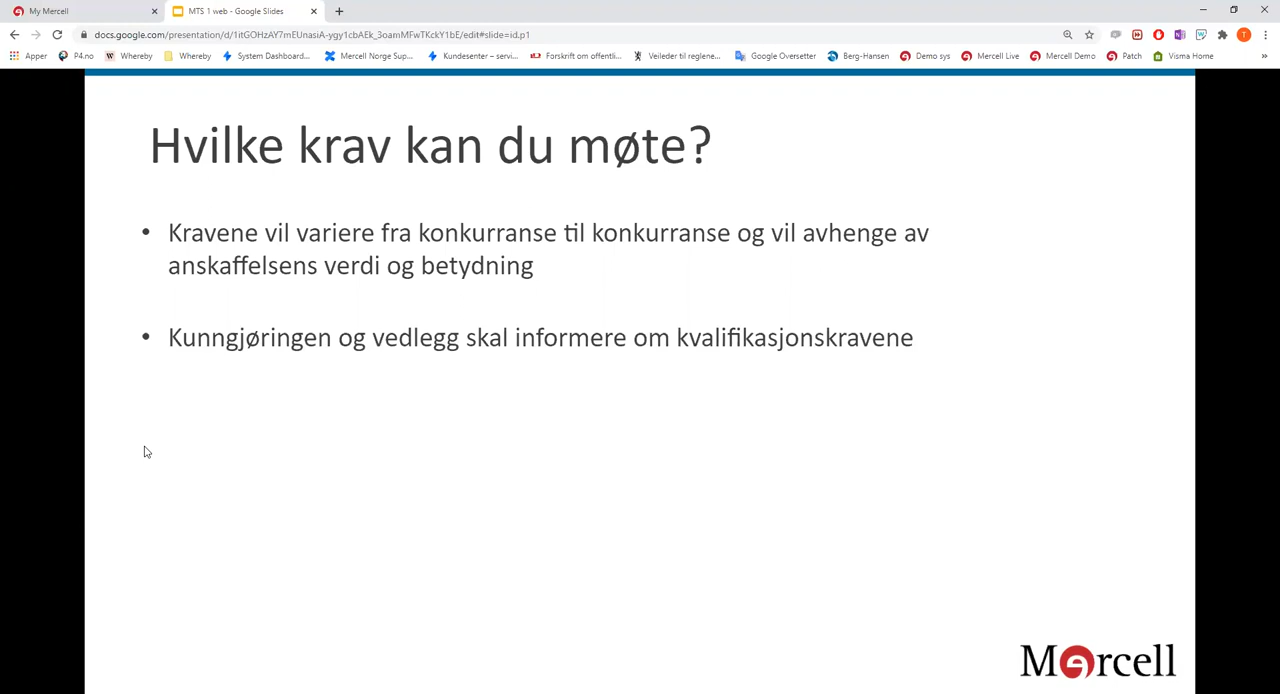 My Mercell
MTS 1 web - Google Slides
docs.google.com/presentation/d/1itGOHzAY7mEUnasiA-ygy1cbAEk_3oamMFwTKckY1bE/edit#slide=id.p1
Apper P4.no Whereby Whereby System Dashboard... Mercell Norge Sup... Kundesenter – servi... Forskrift om offentli... Veileder til reglene... Google Oversetter Berg-Hansen Demo sys Mercell Live Mercell Demo Patch Visma Home »
Hvilke krav kan du møte?
• Kravene vil variere fra konkurranse til konkurranse og vil avhenge av
anskaffelsens verdi og betydning
• Kunngjøringen og vedlegg skal informere om kvalifikasjonskravene
Mercell